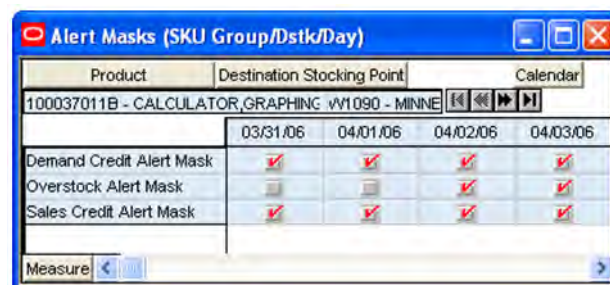 Alert Masks (SKU Group/Dstk/Day)
Product Destination Stocking Point Calendar
100037011B - CALCULATOR,GRAPHING W1090 - MINNE
03/31/06 04/01/06 04/02/06 04/03/06
Demand Credit Alert Mask
Overstock Alert Mask
Sales Credit Alert Mask
Measure